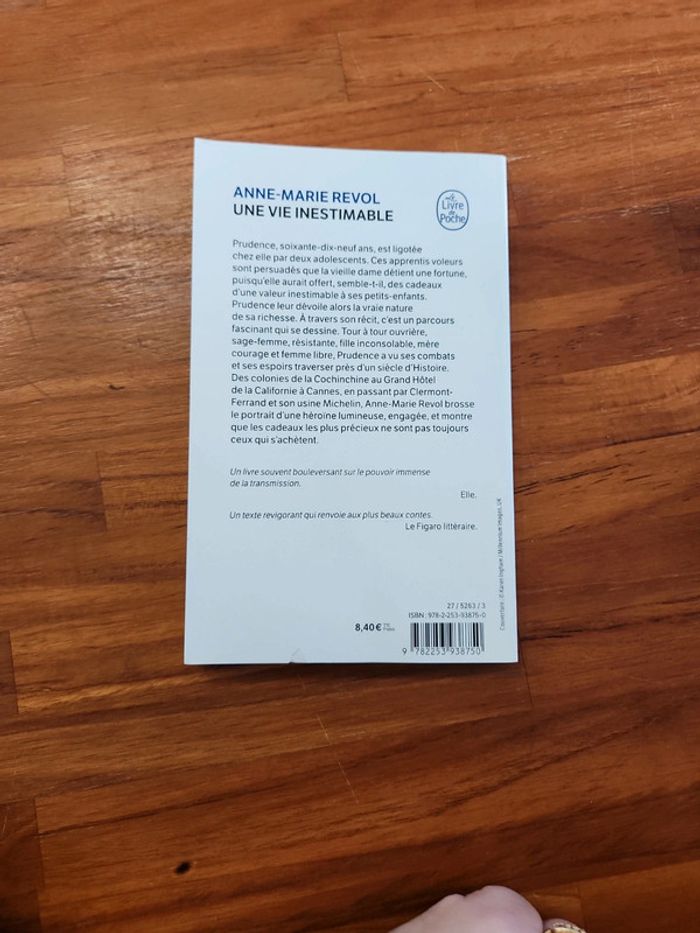 ANNE-MARIE REVOL
UNE VIE INESTIMABLE
Le
Livre
de
Poche
Prudence, soixante-dix-neuf ans, est ligotée
chez elle par deux adolescents. Ces apprentis voleurs
sont persuadés que la vieille dame détient une fortune,
puisqu'elle aurait offert, semble-t-il, des cadeaux
d'une valeur inestimable à ses petits-enfants.
Prudence leur dévoile alors la vraie nature
de sa richesse. À travers son récit, c'est un parcours
fascinant qui se dessine. Tour à tour ouvrière,
sage-femme, résistante, fille inconsolable, mère
courage et femme libre, Prudence a vu ses combats
et ses espoirs traverser près d'un siècle d'Histoire.
Des colonies de la Cochinchine au Grand Hôtel
de la Californie à Cannes, en passant par Clermont-
Ferrand et son usine Michelin, Anne-Marie Revol brosse
le portrait d'une héroïne lumineuse, engagée, et montre
que les cadeaux les plus précieux ne sont pas toujours
ceux qui s'achètent.
Un livre souvent bouleversant sur le pouvoir immense
de la transmission.
Elle.
Un texte revigorant qui renvoie aux plus beaux contes.
Le Figaro littéraire.
Couverture : © Karen Ingham / Millennium Images, UK
27 / 5263 / 3
ISBN : 978-2-253-93875-0
8,40 € TTC
France
9 782253 938750